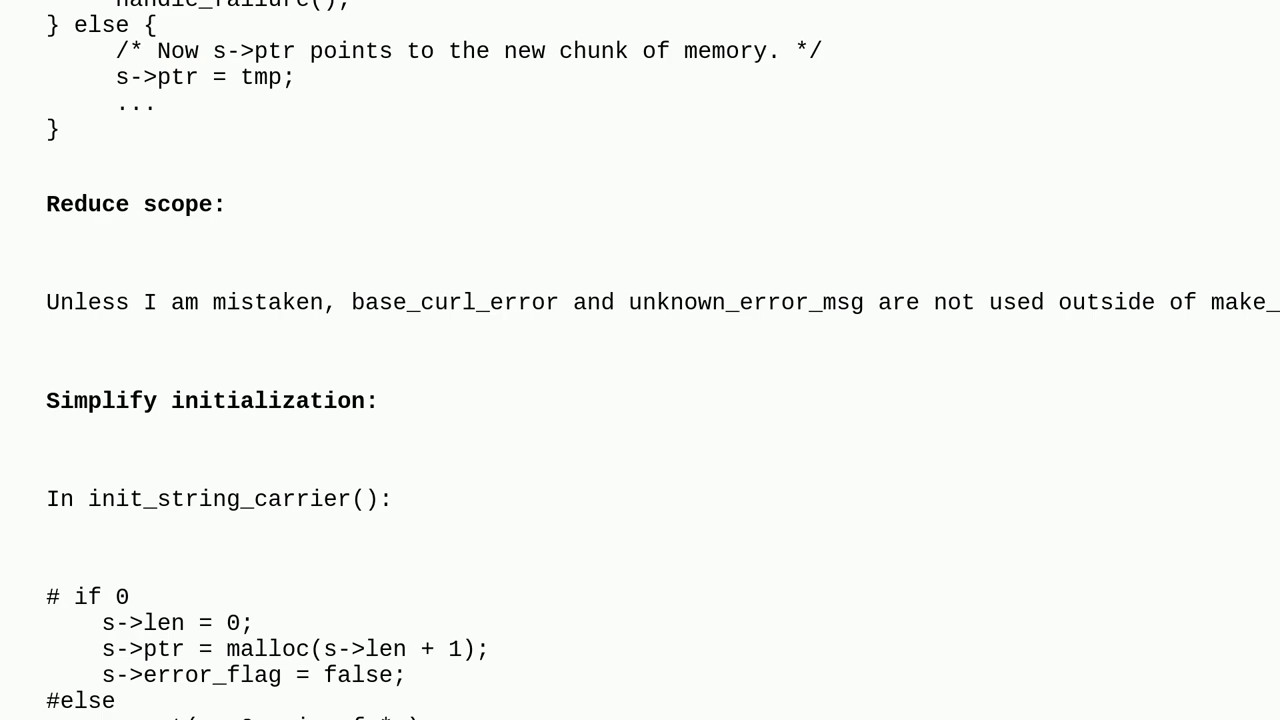 handle_failure();
} else {
/* Now s->ptr points to the new chunk of memory. */
s->ptr = tmp;
...
}
Reduce scope:
Unless I am mistaken, base_curl_error and unknown_error_msg are not used outside of make_
Simplify initialization:
In init_string_carrier():
# if 0
s->len = 0;
s->ptr = malloc(s->len + 1);
s->error_flag = false;
#else